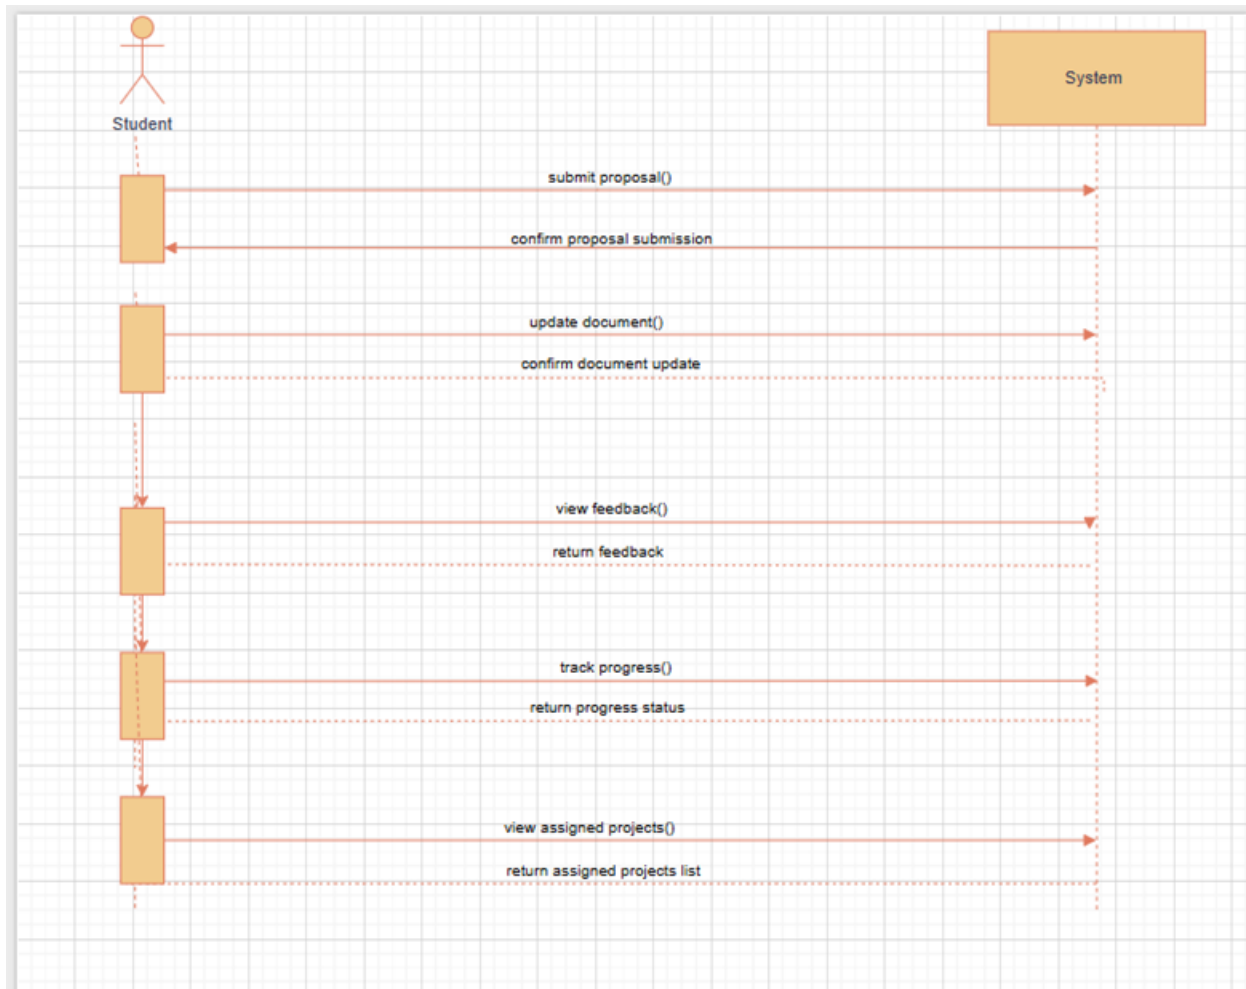 System
Student
submit proposal()
confirm proposal submission
update document()
confirm document update
view feedback()
return feedback
track progress()
return progress status
view assigned projects()
return assigned projects list